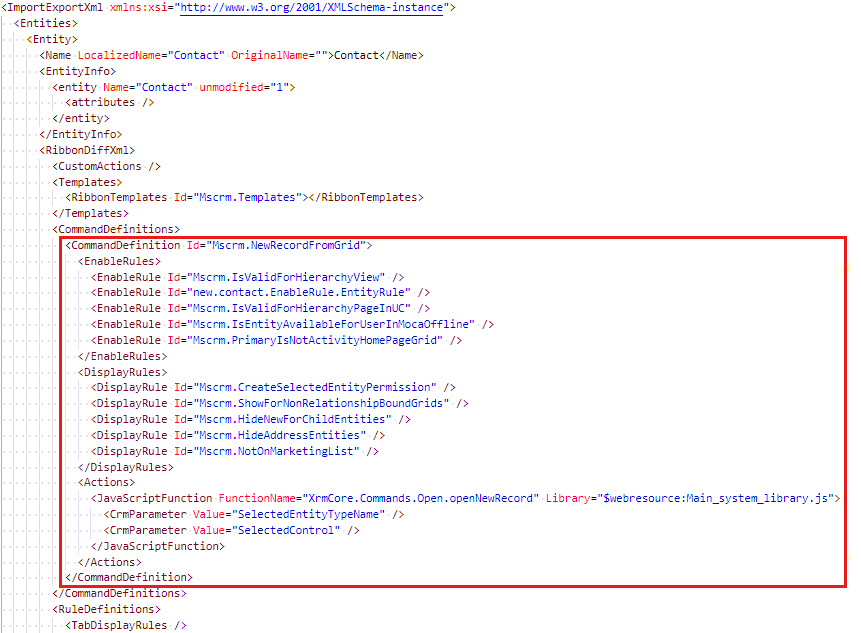 <ImportExportXml xmlns:xsi="http://www.w3.org/2001/XMLSchema-instance">
<Entities>
<Entity>
<Name LocalizedName="Contact" OriginalName="">Contact</Name>
<EntityInfo>
<entity Name="Contact" unmodified="1">
<attributes />
</entity>
</EntityInfo>
<RibbonDiffXml>
<CustomActions />
<Templates>
<RibbonTemplates Id="Mscrm.Templates"></RibbonTemplates>
</Templates>
<CommandDefinitions>
<CommandDefinition Id="Mscrm.NewRecordFromGrid">
<EnableRules>
<EnableRule Id="Mscrm.IsValidForHierarchyView" />
<EnableRule Id="new.contact.EnableRule.EntityRule" />
<EnableRule Id="Mscrm.IsValidForHierarchyPageInUC" />
<EnableRule Id="Mscrm.IsEntityAvailableForUserInMocaOffline" />
<EnableRule Id="Mscrm.PrimaryIsNotActivityHomePageGrid" />
</EnableRules>
<DisplayRules>
<DisplayRule Id="Mscrm.CreateSelectedEntityPermission" />
<DisplayRule Id="Mscrm.ShowForNonRelationshipBoundGrids" />
<DisplayRule Id="Mscrm.HideNewForChildEntities" />
<DisplayRule Id="Mscrm.HideAddressEntities" />
<DisplayRule Id="Mscrm.NotOnMarketingList" />
</DisplayRules>
<Actions>
<JavaScriptFunction FunctionName="XrmCore.Commands.Open.openNewRecord" Library="$webresource:Main_system_library.js">
<CrmParameter Value="SelectedEntityTypeName" />
<CrmParameter Value="SelectedControl" />
</JavaScriptFunction>
</Actions>
</CommandDefinition>
</CommandDefinitions>
<RuleDefinitions>
<TabDisplayRules />